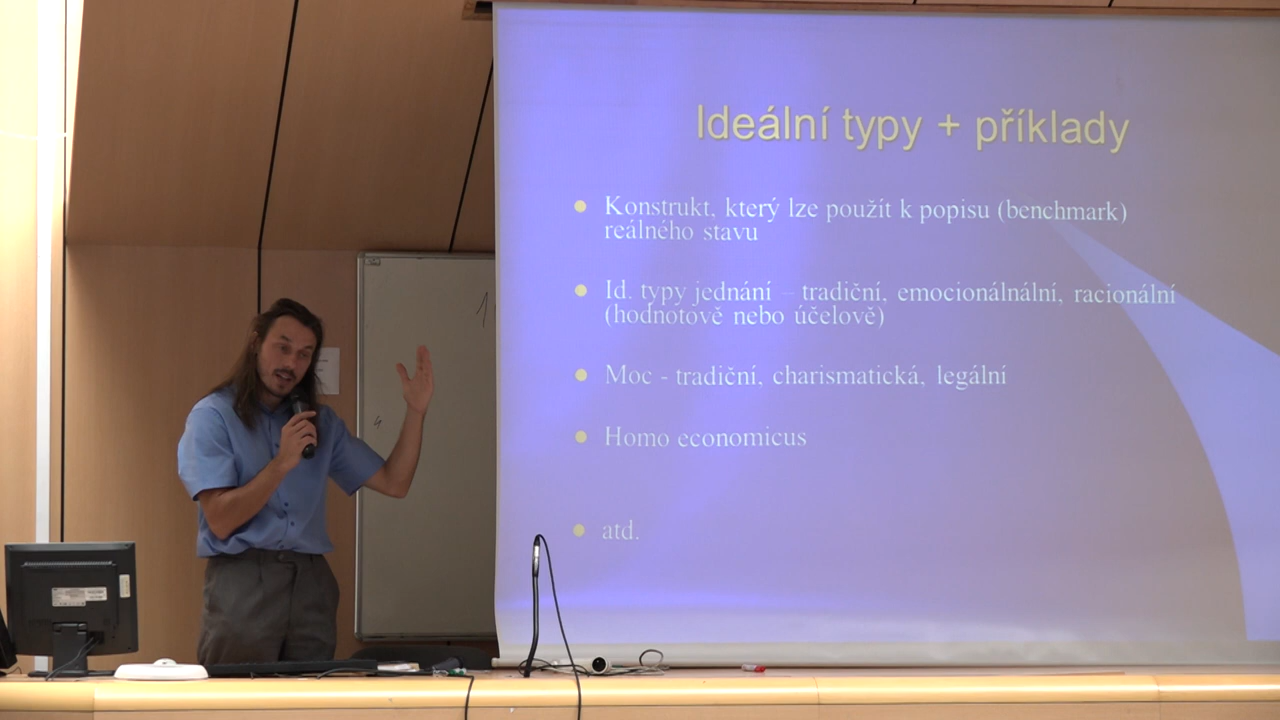 Ideální typy + příklady
Konstrukt, který lze použít k popisu (benchmark)
reálného stavu
Id. typy jednání – tradiční, emocionálnální, racionální
(hodnotově nebo účelově)
Moc - tradiční, charismatická, legální
Homo economicus
atd.